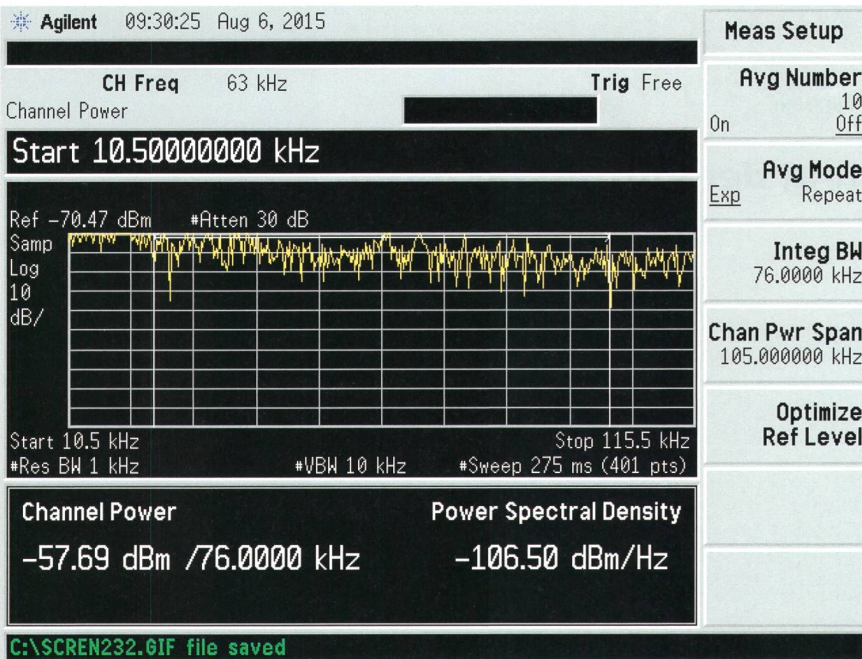 Agilent 09:30:25 Aug 6, 2015
Meas Setup
CH Freq 63 kHz Trig Free
Channel Power
Start 10.50000000 kHz
Ref -70.47 dBm #Atten 30 dB
Samp
Log
10
dB/
Start 10.5 kHz Stop 115.5 kHz
#Res BW 1 kHz #VBW 10 kHz #Sweep 275 ms (401 pts)
Channel Power Power Spectral Density
-57.69 dBm /76.0000 kHz -106.50 dBm/Hz
C:\SCREN232.GIF file saved
Avg Number
10
On Off
Avg Mode
Exp Repeat
Integ BW
76.0000 kHz
Chan Pwr Span
105.000000 kHz
Optimize
Ref Level